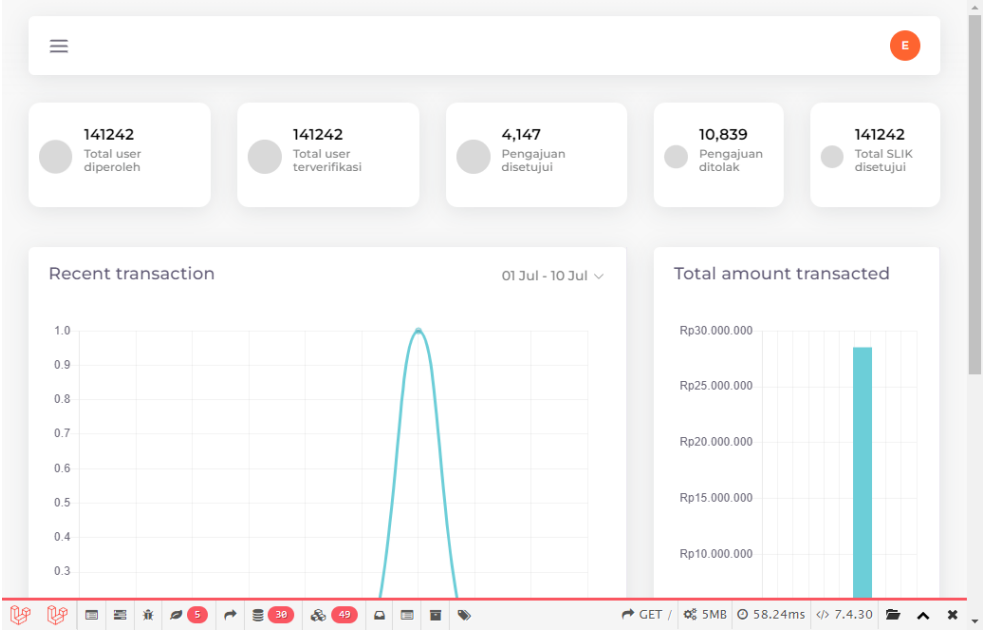 E
141242
Total user
diperoleh
141242
Total user
terverifikasi
4,147
Pengajuan
disetujui
10,839
Pengajuan
ditolak
141242
Total SLIK
disetujui
Recent transaction
01 Jul - 10 Jul
1.0
0.9
0.8
0.7
0.6
0.5
0.4
0.3
Total amount transacted
Rp30.000.000
Rp25.000.000
Rp20.000.000
Rp15.000.000
Rp10.000.000
5 30 49 GET / 5MB 58.24ms 7.4.30